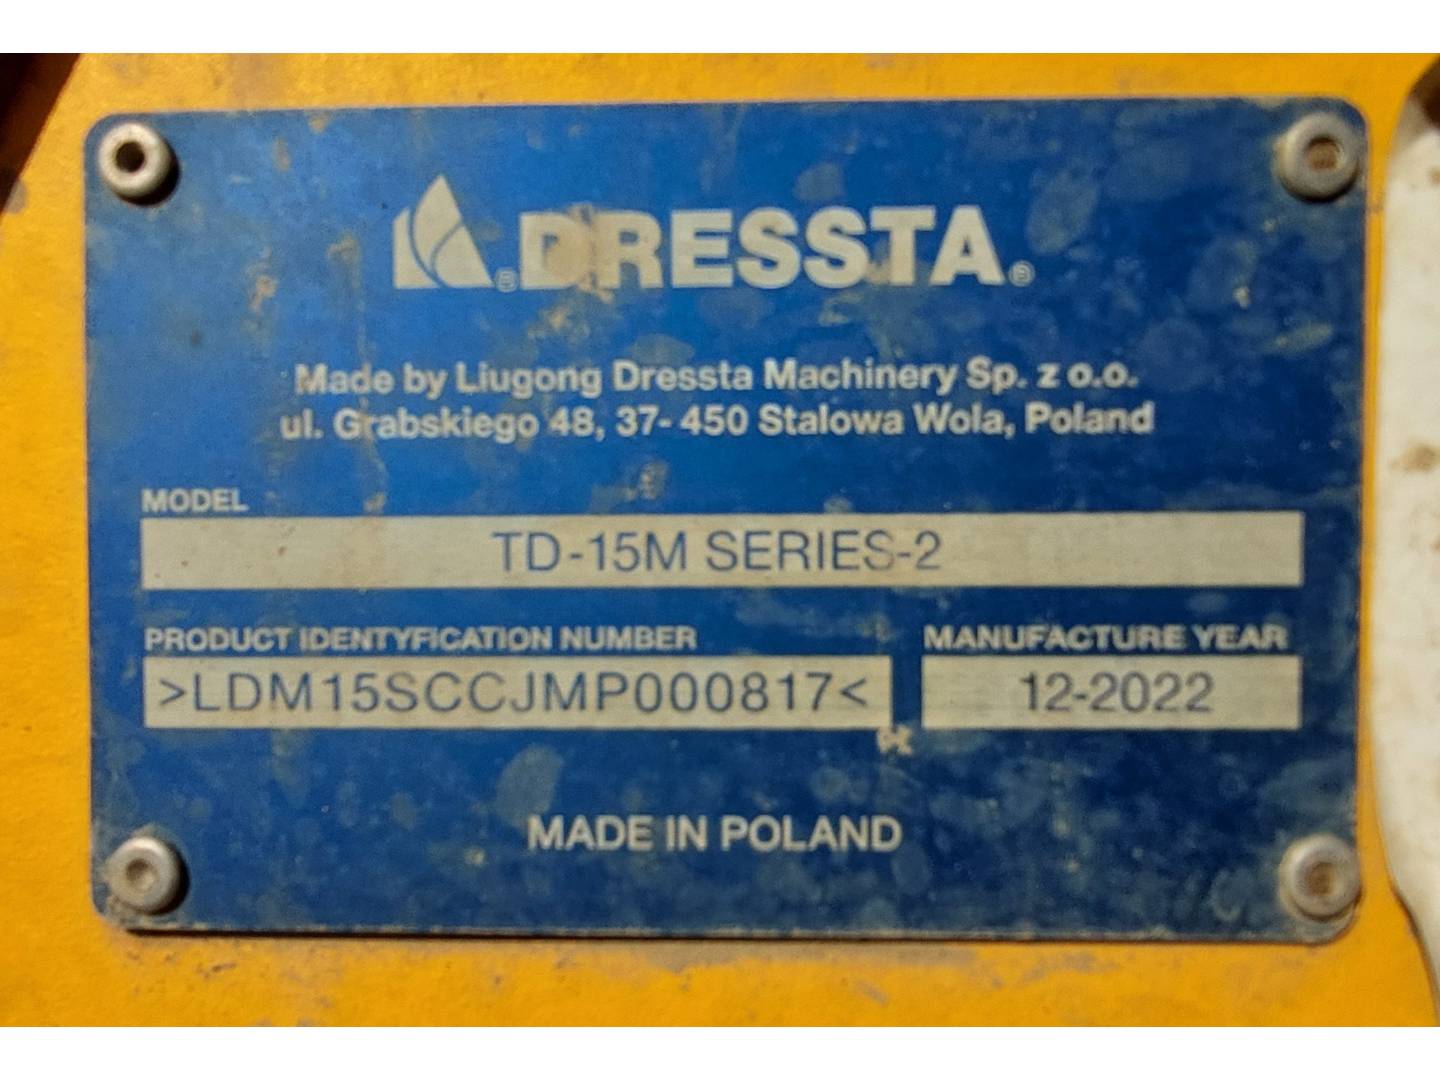 DRESSTA
Made by Liugong Dressta Machinery Sp. z o.o.
ul. Grabskiego 48, 37- 450 Stalowa Wola, Poland
MODEL
TD-15M SERIES-2
PRODUCT IDENTYFICATION NUMBER
>LDM15SCCJMP000817<
MANUFACTURE YEAR
12-2022
MADE IN POLAND